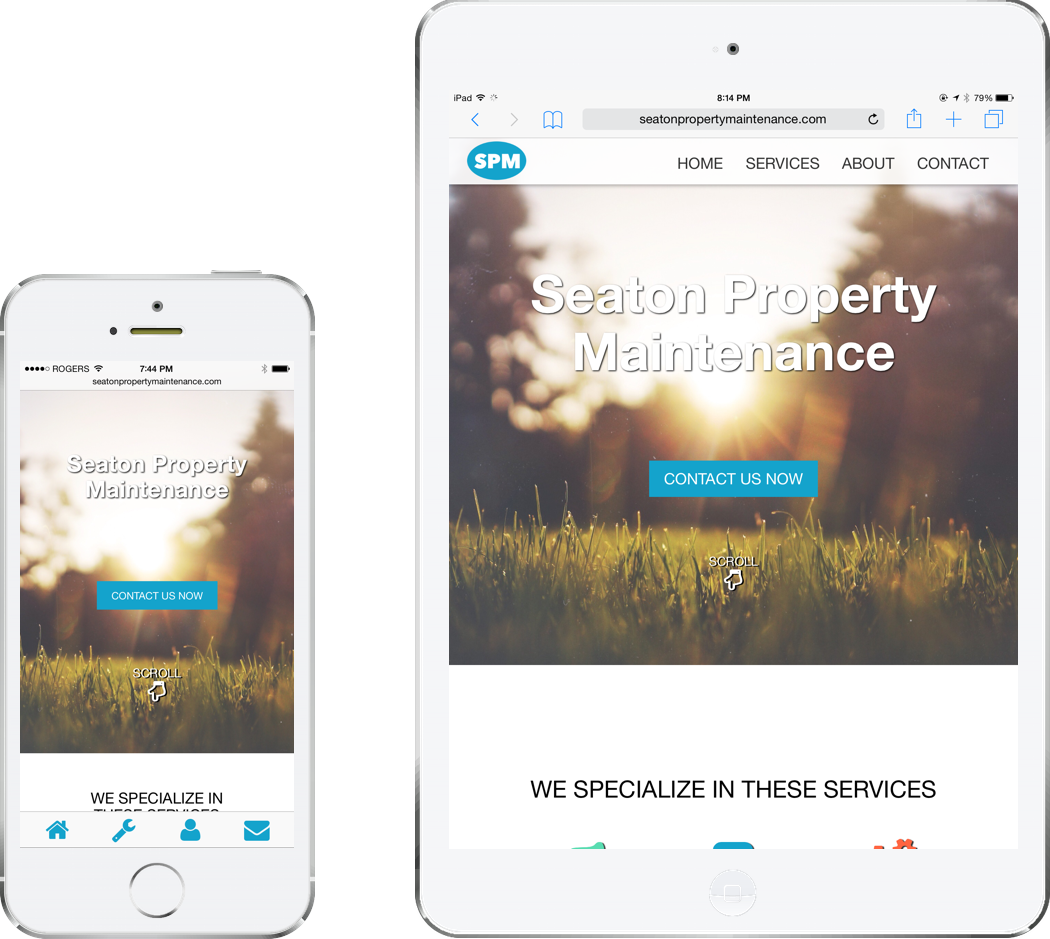 ROGERS 7:44 PM
seatonpropertymaintenance.com
Seaton Property
Maintenance
CONTACT US NOW
SCROLL
WE SPECIALIZE IN
THESE SERVICES
iPad 8:14 PM 79%
seatonpropertymaintenance.com
SPM HOME SERVICES ABOUT CONTACT
Seaton Property
Maintenance
CONTACT US NOW
SCROLL
WE SPECIALIZE IN THESE SERVICES